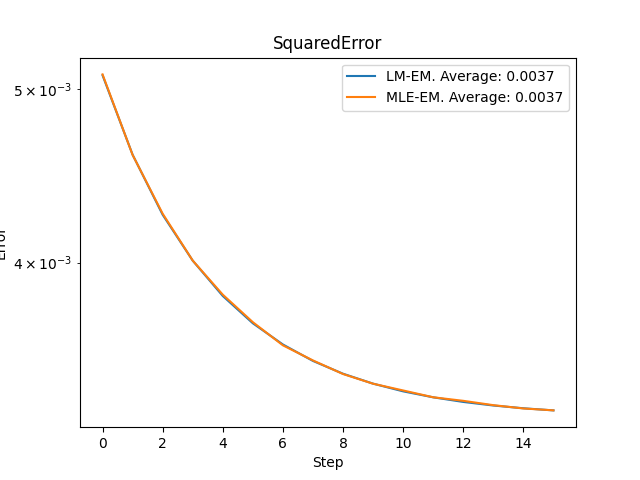 SquaredError
LM-EM. Average: 0.0037
MLE-EM. Average: 0.0037
5 × 10⁻³
4 × 10⁻³
Error
0 2 4 6 8 10 12 14
Step